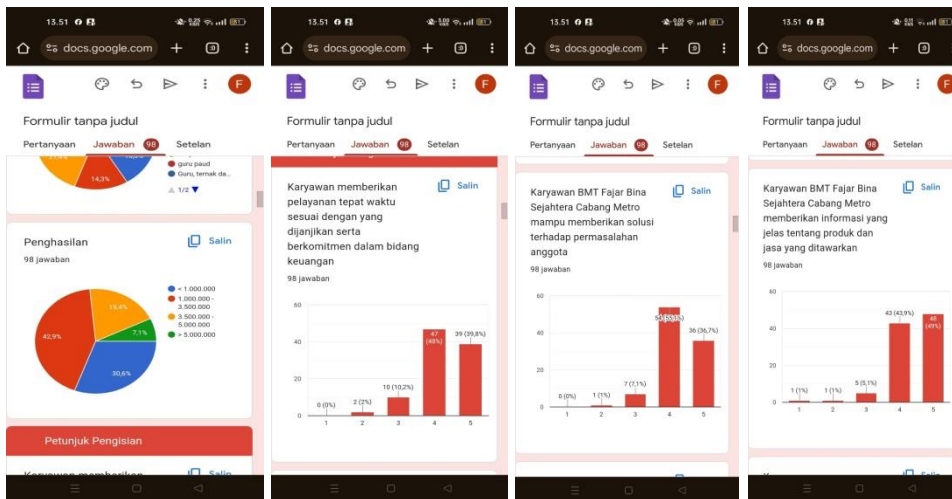 13.51
docs.google.com
F
Formulir tanpa judul
Pertanyaan Jawaban 98 Setelan
14,3%
guru paud
Guru, ternak da...
1/2
Penghasilan
Salin
98 jawaban
< 1.000.000
1.000.000 -
3.500.000
3.500.000 -
5.000.000
> 5.000.000
42,9%
7,1%
30,6%
Petunjuk Pengisian
Karyawan memberikan
Salin
13.51
docs.google.com
F
Formulir tanpa judul
Pertanyaan Jawaban 98 Setelan
Karyawan memberikan
pelayanan tepat waktu
sesuai dengan yang
dijanjikan serta
berkomitmen dalam bidang
keuangan
Salin
98 jawaban
60
40
20
0
0 (0%)
2 (2%)
10 (10,2%)
47
(48%)
39 (39,8%)
1 2 3 4 5
13.51
docs.google.com
F
Formulir tanpa judul
Pertanyaan Jawaban 98 Setelan
Karyawan BMT Fajar Bina
Sejahtera Cabang Metro
mampu memberikan solusi
terhadap permasalahan
anggota
Salin
98 jawaban
60
40
20
0
0 (0%)
1 (1%)
7 (7,1%)
54 (55,1%)
36 (36,7%)
1 2 3 4 5
13.51
docs.google.com
F
Formulir tanpa judul
Pertanyaan Jawaban 98 Setelan
Karyawan BMT Fajar Bina
Sejahtera Cabang Metro
memberikan informasi yang
jelas tentang produk dan
jasa yang ditawarkan
Salin
98 jawaban
60
40
20
0
1 (1%)
1 (1%)
5 (5,1%)
43 (43,9%)
48
(49%)
1 2 3 4 5